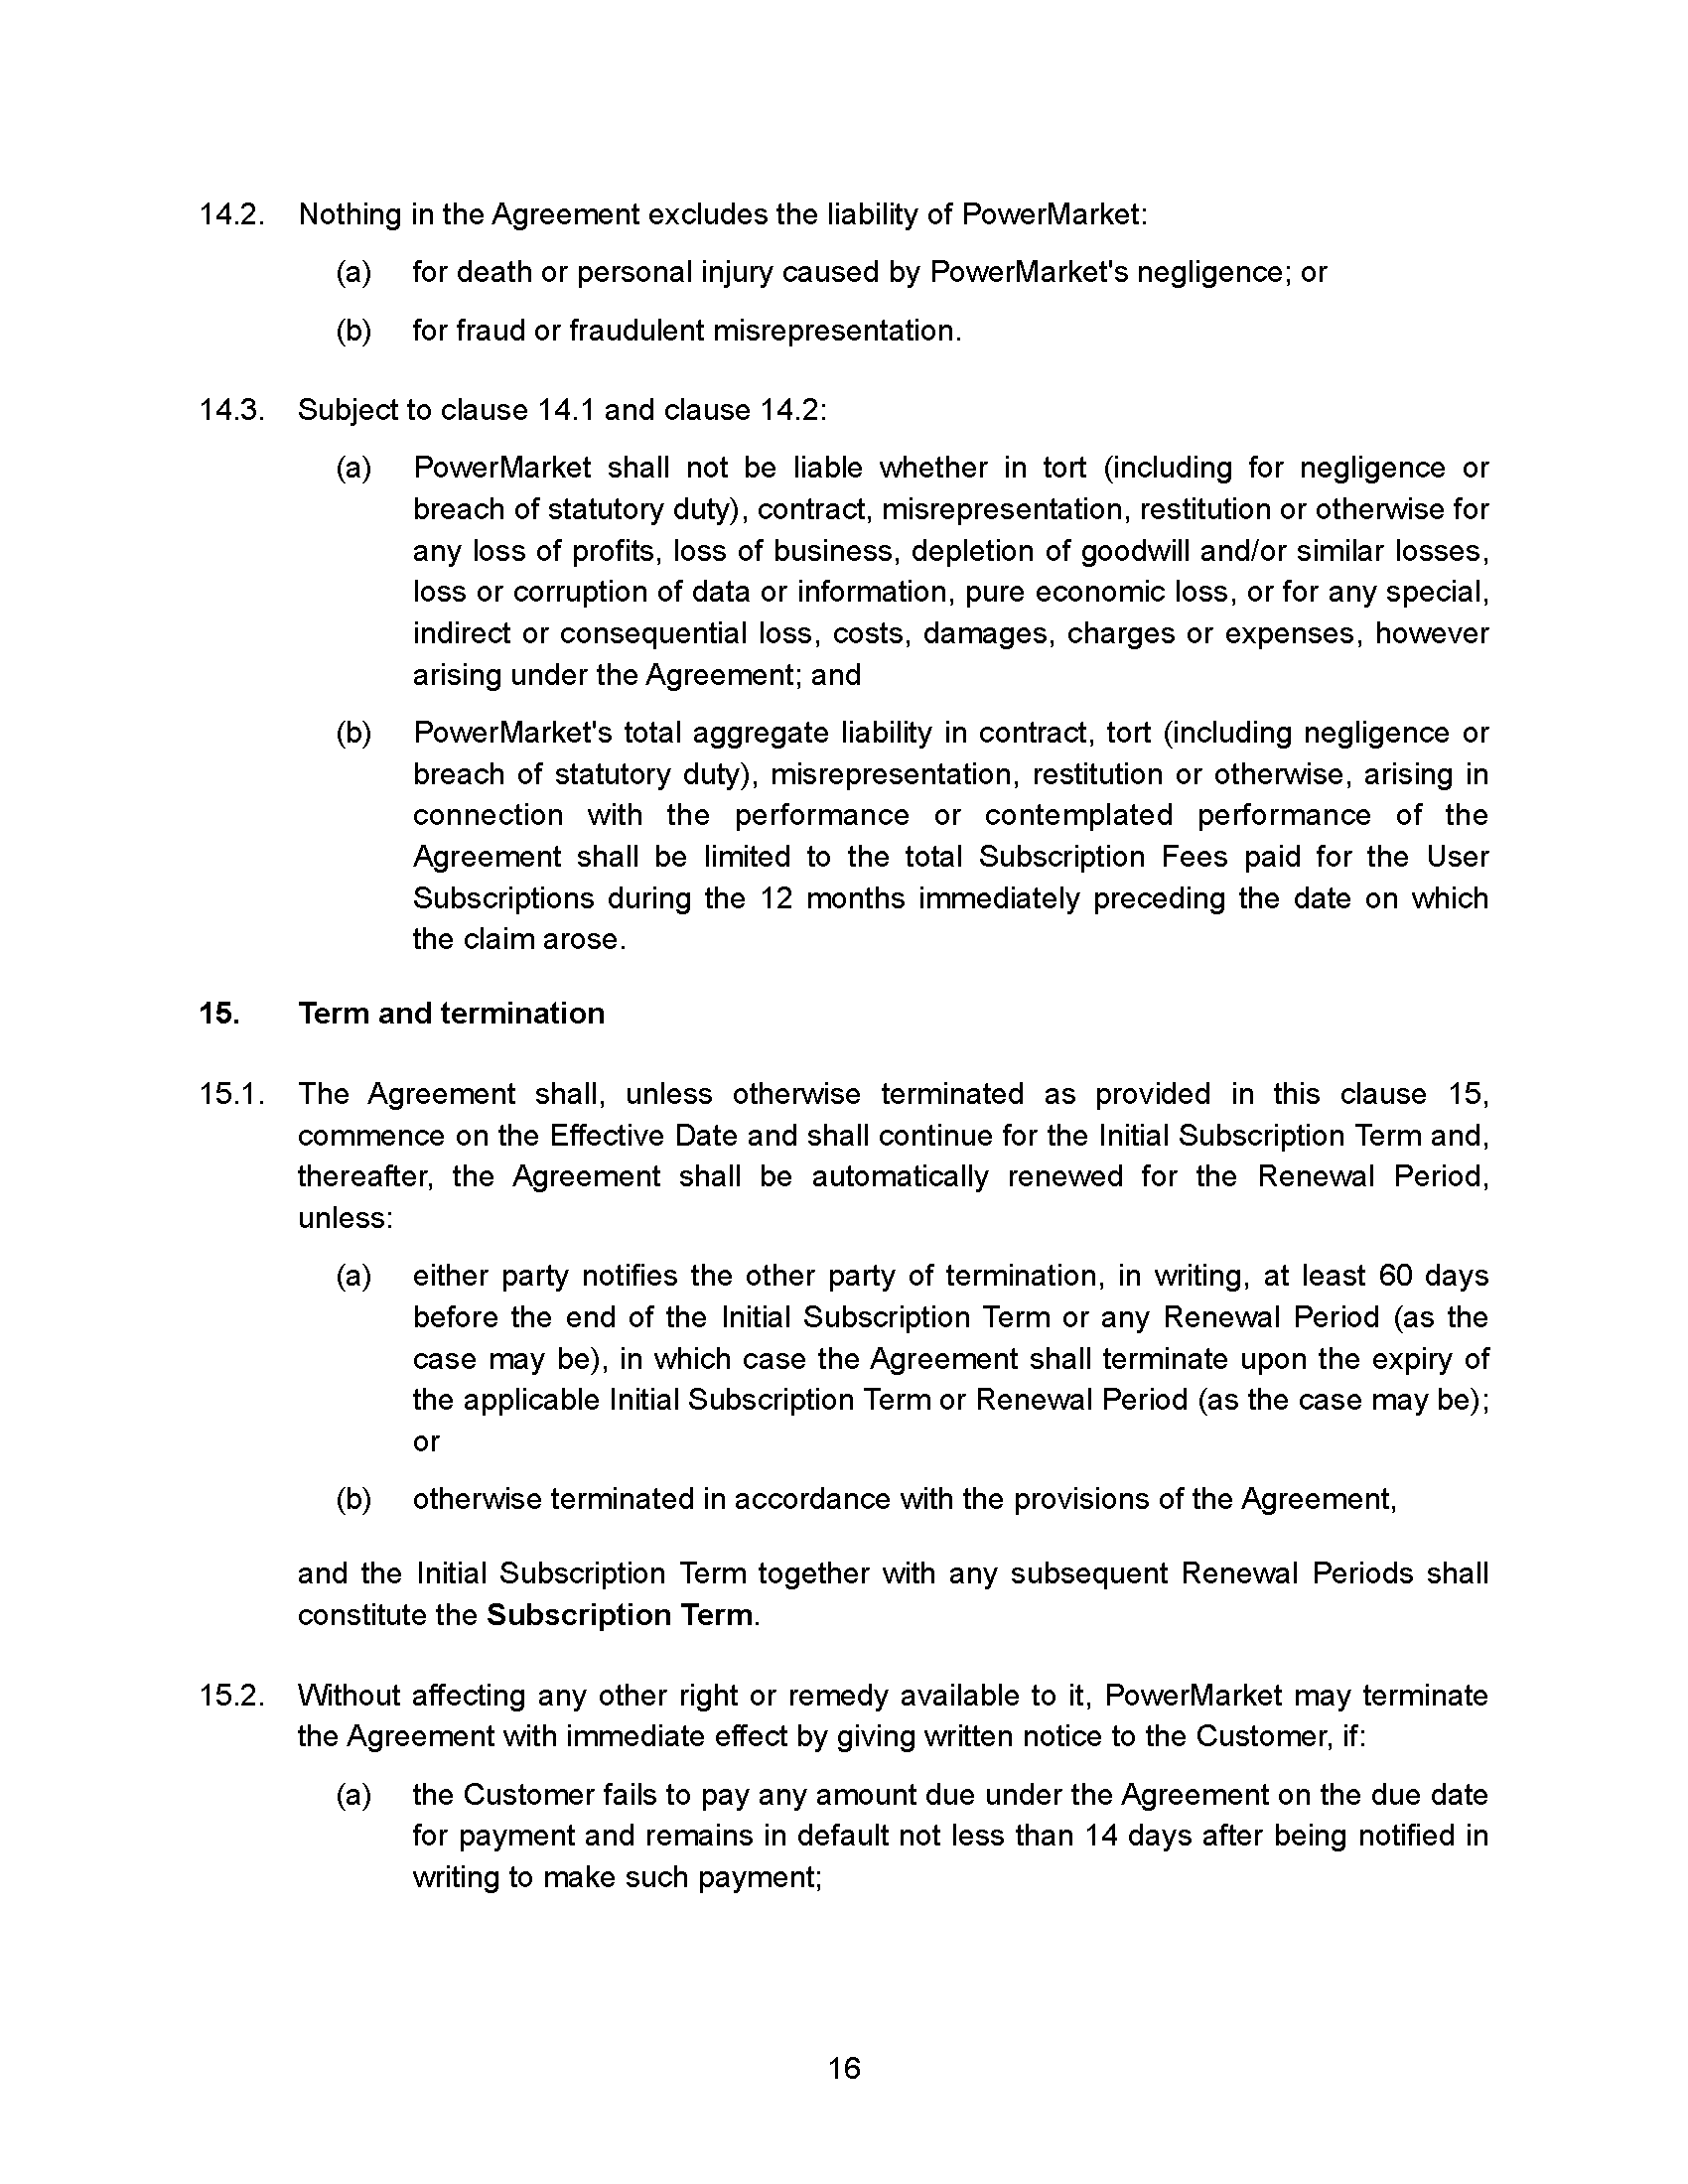 14.2. Nothing in the Agreement excludes the liability of PowerMarket:
(a) for death or personal injury caused by PowerMarket's negligence; or
(b) for fraud or fraudulent misrepresentation.
14.3. Subject to clause 14.1 and clause 14.2:
(a) PowerMarket shall not be liable whether in tort (including for negligence or
breach of statutory duty), contract, misrepresentation, restitution or otherwise for
any loss of profits, loss of business, depletion of goodwill and/or similar losses,
loss or corruption of data or information, pure economic loss, or for any special,
indirect or consequential loss, costs, damages, charges or expenses, however
arising under the Agreement; and
(b) PowerMarket's total aggregate liability in contract, tort (including negligence or
breach of statutory duty), misrepresentation, restitution or otherwise, arising in
connection with the performance or contemplated performance of the
Agreement shall be limited to the total Subscription Fees paid for the User
Subscriptions during the 12 months immediately preceding the date on which
the claim arose.
15. Term and termination
15.1. The Agreement shall, unless otherwise terminated as provided in this clause 15,
commence on the Effective Date and shall continue for the Initial Subscription Term and,
thereafter, the Agreement shall be automatically renewed for the Renewal Period,
unless:
(a) either party notifies the other party of termination, in writing, at least 60 days
before the end of the Initial Subscription Term or any Renewal Period (as the
case may be), in which case the Agreement shall terminate upon the expiry of
the applicable Initial Subscription Term or Renewal Period (as the case may be);
or
(b) otherwise terminated in accordance with the provisions of the Agreement,
and the Initial Subscription Term together with any subsequent Renewal Periods shall
constitute the Subscription Term.
15.2. Without affecting any other right or remedy available to it, PowerMarket may terminate
the Agreement with immediate effect by giving written notice to the Customer, if:
(a) the Customer fails to pay any amount due under the Agreement on the due date
for payment and remains in default not less than 14 days after being notified in
writing to make such payment;
16